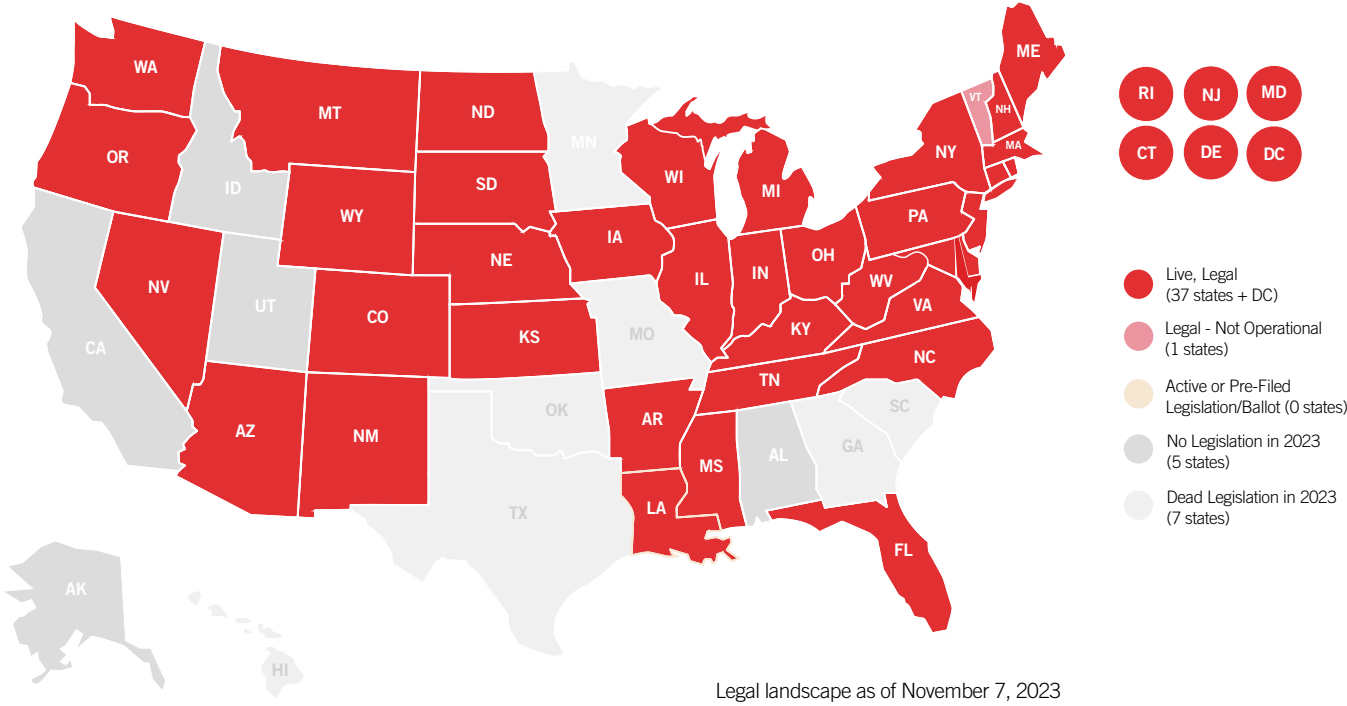 ME
WA
VT
RI
NJ
MD
MT
ND
NH
MN
MA
OR
NY
CT
DE
DC
WI
MI
ID
SD
WY
PA
IA
NE
OH
IN
IL
WV
NV
UT
CO
VA
KY
KS
MO
CA
NC
TN
OK
AR
SC
AZ
NM
GA
AL
MS
LA
TX
FL
AK
HI
Live, Legal
(37 states + DC)
Legal - Not Operational
(1 states)
Active or Pre-Filed
Legislation/Ballot (0 states)
No Legislation in 2023
(5 states)
Dead Legislation in 2023
(7 states)
Legal landscape as of November 7, 2023